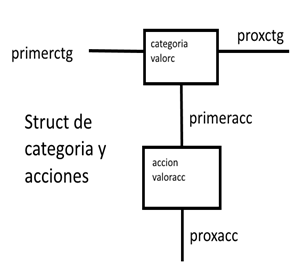 categoria
valorc
proxctg
primerctg
primeracc
Struct de
categoria y
acciones
accion
valoracc
proxacc